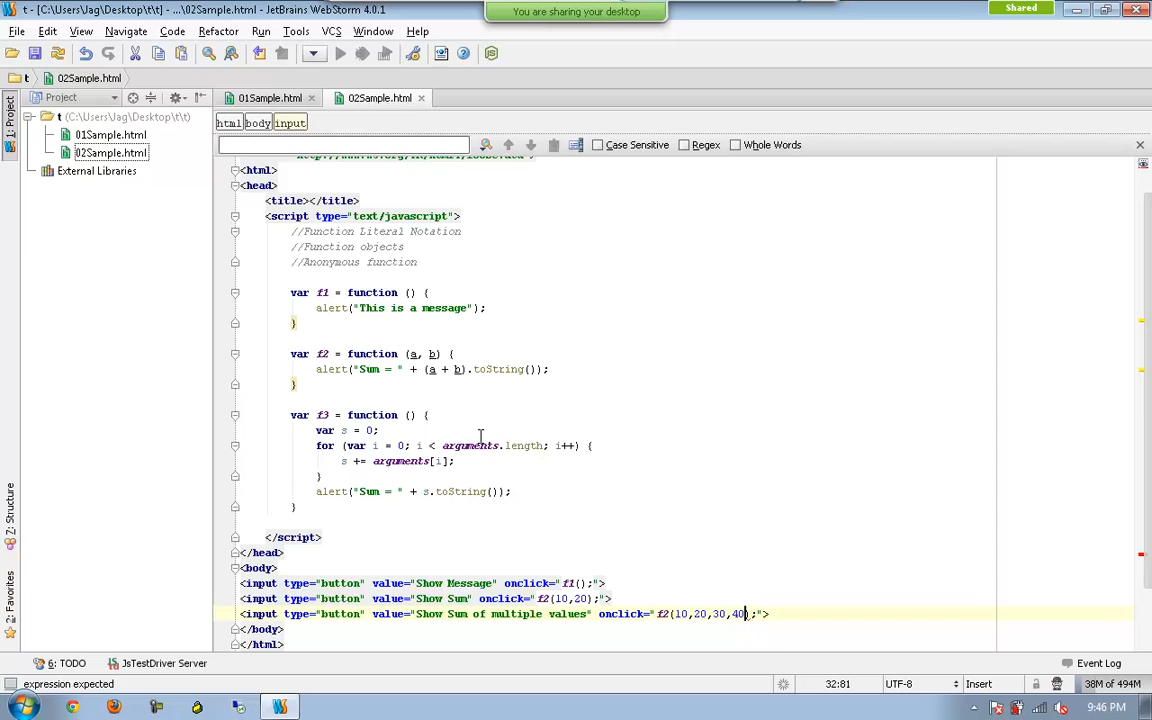 t - [C:\Users\Jag\Desktop\t\t] - ...\02Sample.html - JetBrains WebStorm 4.0.1
You are sharing your desktop
Shared
File Edit View Navigate Code Refactor Run Tools VCS Window Help
t 02Sample.html
1: Project
Project
01Sample.html
02Sample.html
t (C:\Users\Jag\Desktop\t\t)
01Sample.html
02Sample.html
External Libraries
html body input
Case Sensitive Regex Whole Words
<html>
<head>
<title></title>
<script type="text/javascript">
//Function Literal Notation
//Function objects
//Anonymous function
var f1 = function () {
alert("This is a message");
}
var f2 = function (a, b) {
alert("Sum = " + (a + b).toString());
}
var f3 = function () {
var s = 0;
for (var i = 0; i < arguments.length; i++) {
s += arguments[i];
}
alert("Sum = " + s.toString());
}
</script>
</head>
<body>
<input type="button" value="Show Message" onclick="f1();">
<input type="button" value="Show Sum" onclick="f2(10,20);">
<input type="button" value="Show Sum of multiple values" onclick="f2(10,20,30,40);">
</body>
</html>
7: Structure
2: Favorites
6: TODO JsTestDriver Server
Event Log
expression expected
32:81 UTF-8 Insert 38M of 494M
9:46 PM